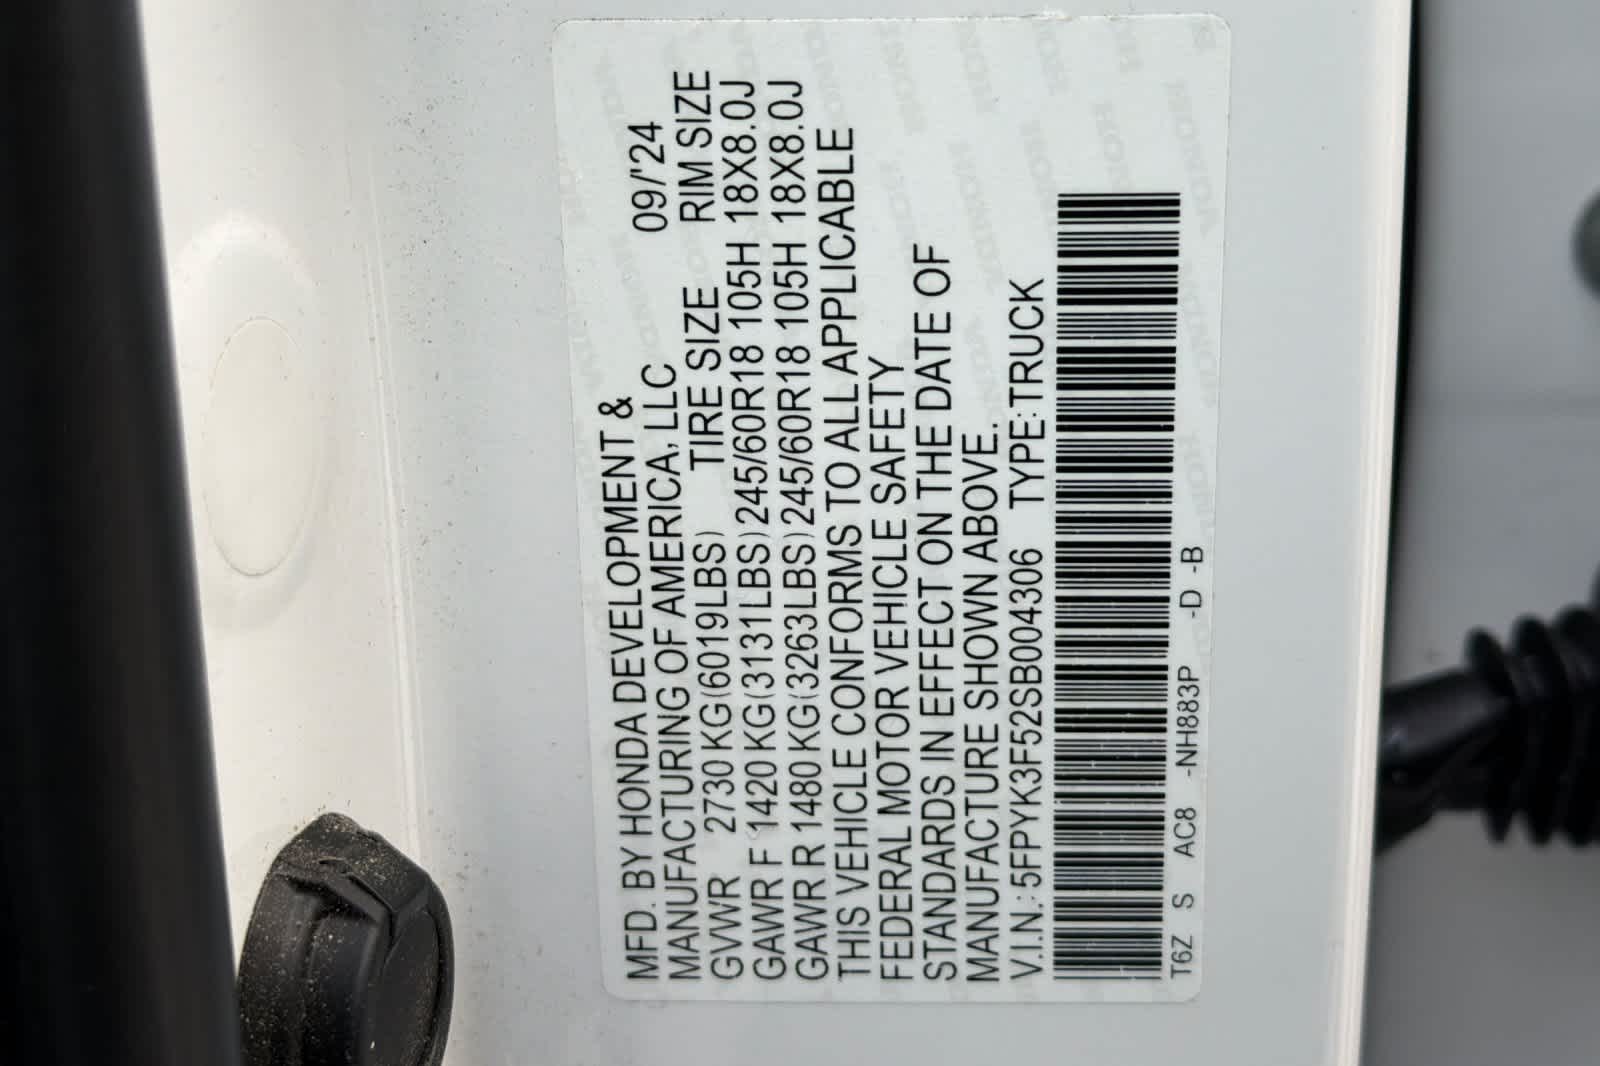 MFD. BY HONDA DEVELOPMENT &
MANUFACTURING OF AMERICA, LLC 09/'24
GVWR 2730 KG(6019LBS) TIRE SIZE RIM SIZE
GAWR F 1420 KG(3131LBS) 245/60R18 105H 18X8.0J
GAWR R 1480 KG(3263LBS) 245/60R18 105H 18X8.0J
THIS VEHICLE CONFORMS TO ALL APPLICABLE
FEDERAL MOTOR VEHICLE SAFETY
STANDARDS IN EFFECT ON THE DATE OF
MANUFACTURE SHOWN ABOVE.
V.I.N.: 5FPYK3F52SB004306 TYPE: TRUCK
T6Z S AC8 -NH883P -D -B